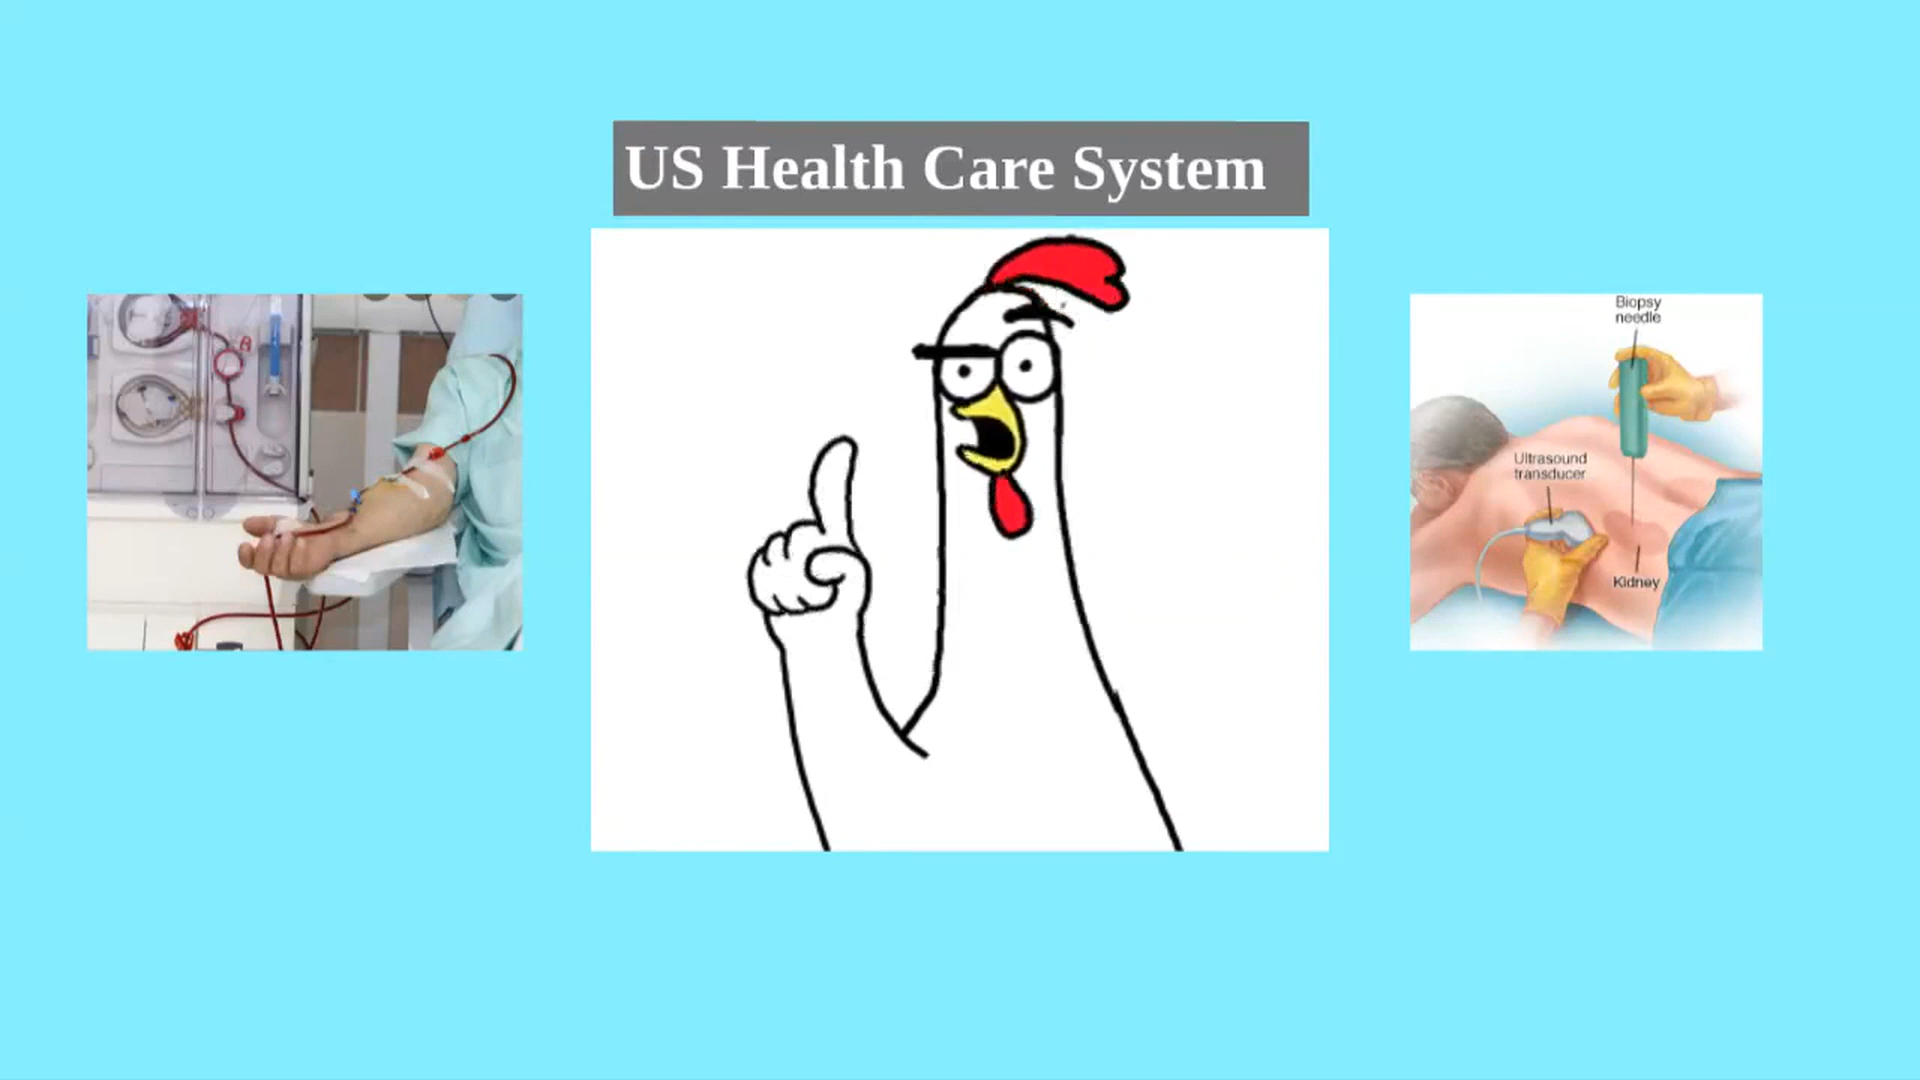 US Health Care System
Biopsy
needle
Ultrasound
transducer
Kidney